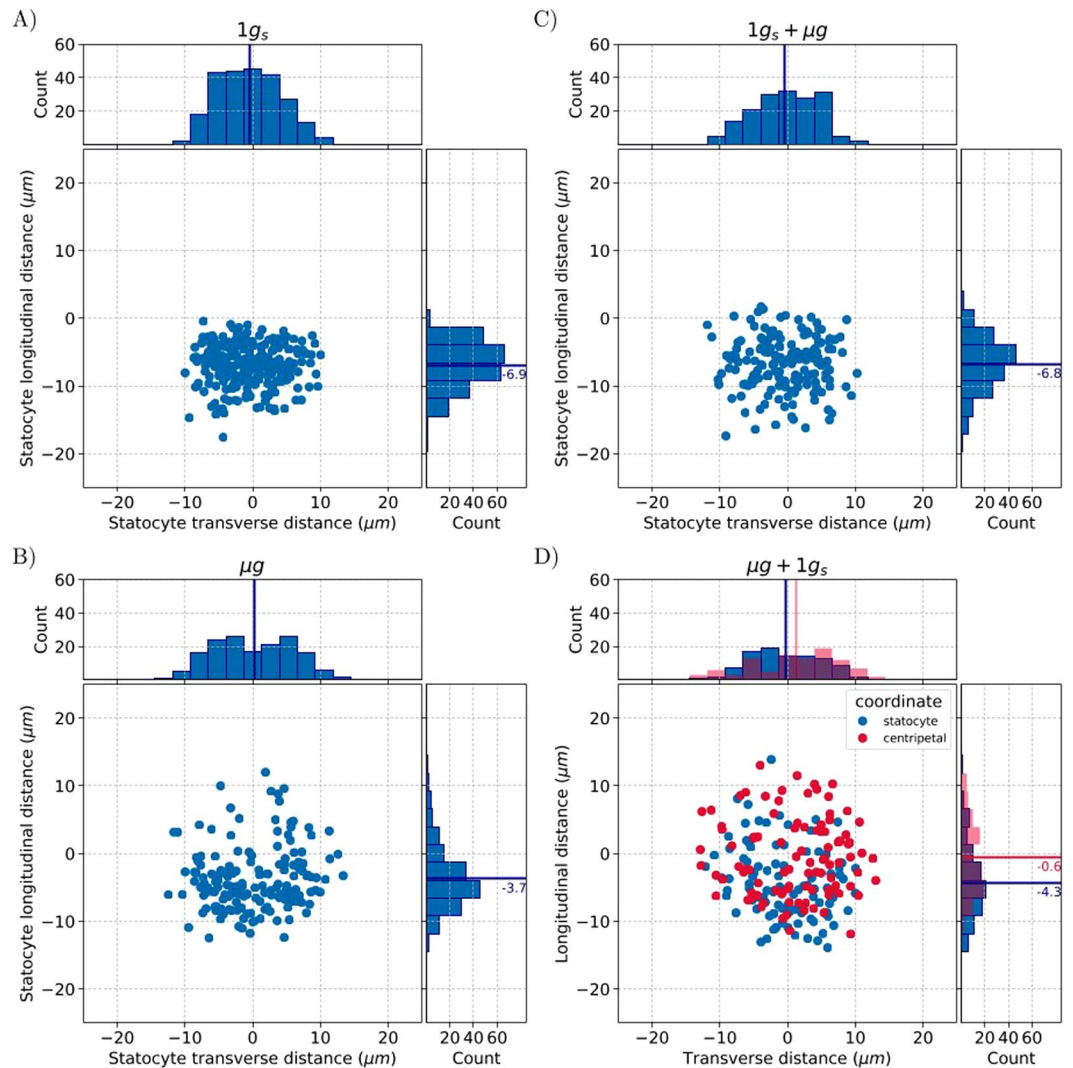 A)
1g_s
60
40
20
Count
20
10
0
−10
−20
Statocyte longitudinal distance (μm)
-6.9
−20 −10 0 10 20
Statocyte transverse distance (μm)
20 40 60
Count
C)
1g_s + μg
60
40
20
Count
20
10
0
−10
−20
Statocyte longitudinal distance (μm)
-6.8
−20 −10 0 10 20
Statocyte transverse distance (μm)
20 40 60
Count
B)
μg
60
40
20
Count
20
10
0
−10
−20
Statocyte longitudinal distance (μm)
-3.7
−20 −10 0 10 20
Statocyte transverse distance (μm)
20 40 60
Count
D)
μg + 1g_s
60
40
20
Count
coordinate
statocyte
centripetal
20
10
0
−10
−20
Longitudinal distance (μm)
-0.6
-4.3
−20 −10 0 10 20
Transverse distance (μm)
20 40 60
Count